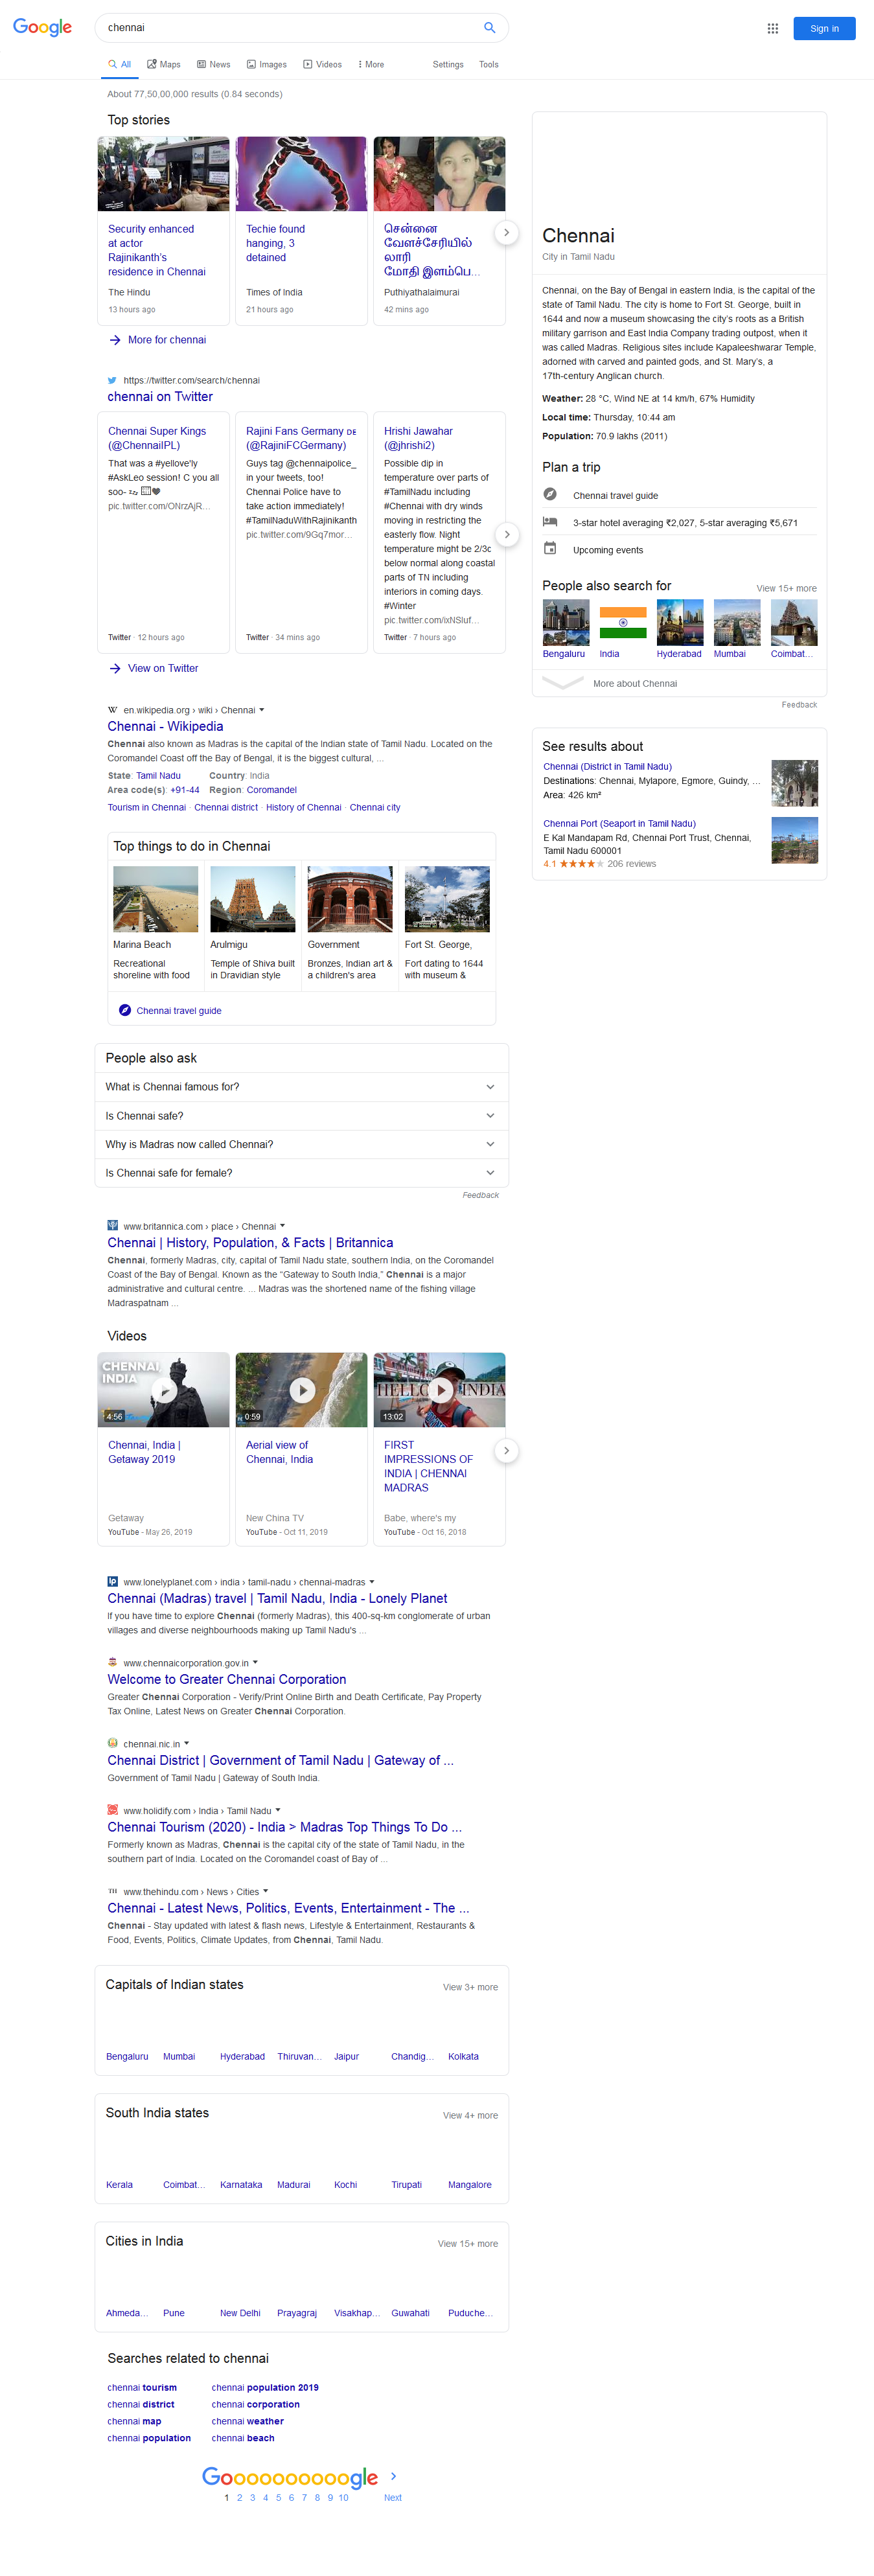 Google
chennai
Sign in
All
Maps
News
Images
Videos
More
Settings
Tools
About 77,50,00,000 results (0.84 seconds)
Top stories
Security enhanced
at actor
Rajinikanth's
residence in Chennai
The Hindu
13 hours ago
Techie found
hanging, 3
detained
Times of India
21 hours ago
சென்னை
வேளச்சேரியில்
லாரி
மோதி இளம்பெ...
Puthiyathalaimurai
42 mins ago
More for chennai
https://twitter.com/search/chennai
chennai on Twitter
Chennai Super Kings
(@ChennaiIPL)
That was a #yellove'ly
#AskLeo session! C you all
soo-
pic.twitter.com/ONrzAjR...
Twitter · 12 hours ago
Rajini Fans Germany DE
(@RajiniFCGermany)
Guys tag @chennaipolice_
in your tweets, too!
Chennai Police have to
take action immediately!
#TamilNaduWithRajinikanth
pic.twitter.com/9Gq7mor...
Twitter · 34 mins ago
Hrishi Jawahar
(@jhrishi2)
Possible dip in
temperature over parts of
#TamilNadu including
#Chennai with dry winds
moving in restricting the
easterly flow. Night
temperature might be 2/3c
below normal along coastal
parts of TN including
interiors in coming days.
#Winter
pic.twitter.com/ixNSluf...
Twitter · 7 hours ago
View on Twitter
en.wikipedia.org › wiki › Chennai
Chennai - Wikipedia
Chennai also known as Madras is the capital of the Indian state of Tamil Nadu. Located on the
Coromandel Coast off the Bay of Bengal, it is the biggest cultural, ...
State: Tamil Nadu Country: India
Area code(s): +91-44 Region: Coromandel
Tourism in Chennai · Chennai district · History of Chennai · Chennai city
Top things to do in Chennai
Marina Beach
Recreational
shoreline with food
Arulmigu
Temple of Shiva built
in Dravidian style
Government
Bronzes, Indian art &
a children's area
Fort St. George,
Fort dating to 1644
with museum &
Chennai travel guide
People also ask
What is Chennai famous for?
Is Chennai safe?
Why is Madras now called Chennai?
Is Chennai safe for female?
Feedback
www.britannica.com › place › Chennai
Chennai | History, Population, & Facts | Britannica
Chennai, formerly Madras, city, capital of Tamil Nadu state, southern India, on the Coromandel
Coast of the Bay of Bengal. Known as the “Gateway to South India,” Chennai is a major
administrative and cultural centre. ... Madras was the shortened name of the fishing village
Madraspatnam ...
Videos
CHENNAI,
INDIA
4:56
Chennai, India |
Getaway 2019
Getaway
YouTube - May 26, 2019
0:59
Aerial view of
Chennai, India
New China TV
YouTube - Oct 11, 2019
HELLO INDIA
13:02
FIRST
IMPRESSIONS OF
INDIA | CHENNAI
MADRAS
Babe, where's my
YouTube - Oct 16, 2018
www.lonelyplanet.com › india › tamil-nadu › chennai-madras
Chennai (Madras) travel | Tamil Nadu, India - Lonely Planet
If you have time to explore Chennai (formerly Madras), this 400-sq-km conglomerate of urban
villages and diverse neighbourhoods making up Tamil Nadu's ...
www.chennaicorporation.gov.in
Welcome to Greater Chennai Corporation
Greater Chennai Corporation - Verify/Print Online Birth and Death Certificate, Pay Property
Tax Online, Latest News on Greater Chennai Corporation.
chennai.nic.in
Chennai District | Government of Tamil Nadu | Gateway of ...
Government of Tamil Nadu | Gateway of South India.
www.holidify.com › India › Tamil Nadu
Chennai Tourism (2020) - India > Madras Top Things To Do ...
Formerly known as Madras, Chennai is the capital city of the state of Tamil Nadu, in the
southern part of India. Located on the Coromandel coast of Bay of ...
www.thehindu.com › News › Cities
Chennai - Latest News, Politics, Events, Entertainment - The ...
Chennai - Stay updated with latest & flash news, Lifestyle & Entertainment, Restaurants &
Food, Events, Politics, Climate Updates, from Chennai, Tamil Nadu.
Capitals of Indian states
View 3+ more
Bengaluru Mumbai Hyderabad Thiruvan... Jaipur Chandig... Kolkata
South India states
View 4+ more
Kerala Coimbat... Karnataka Madurai Kochi Tirupati Mangalore
Cities in India
View 15+ more
Ahmeda... Pune New Delhi Prayagraj Visakhap... Guwahati Puduche...
Searches related to chennai
chennai tourism
chennai district
chennai map
chennai population
chennai population 2019
chennai corporation
chennai weather
chennai beach
Goooooooooogle
1 2 3 4 5 6 7 8 9 10 Next
Chennai
City in Tamil Nadu
Chennai, on the Bay of Bengal in eastern India, is the capital of the
state of Tamil Nadu. The city is home to Fort St. George, built in
1644 and now a museum showcasing the city's roots as a British
military garrison and East India Company trading outpost, when it
was called Madras. Religious sites include Kapaleeshwarar Temple,
adorned with carved and painted gods, and St. Mary's, a
17th-century Anglican church.
Weather: 28 °C, Wind NE at 14 km/h, 67% Humidity
Local time: Thursday, 10:44 am
Population: 70.9 lakhs (2011)
Plan a trip
Chennai travel guide
3-star hotel averaging ₹2,027, 5-star averaging ₹5,671
Upcoming events
People also search for
View 15+ more
Bengaluru India Hyderabad Mumbai Coimbat...
More about Chennai
Feedback
See results about
Chennai (District in Tamil Nadu)
Destinations: Chennai, Mylapore, Egmore, Guindy, ...
Area: 426 km²
Chennai Port (Seaport in Tamil Nadu)
E Kal Mandapam Rd, Chennai Port Trust, Chennai,
Tamil Nadu 600001
4.1 ★★★★★ 206 reviews